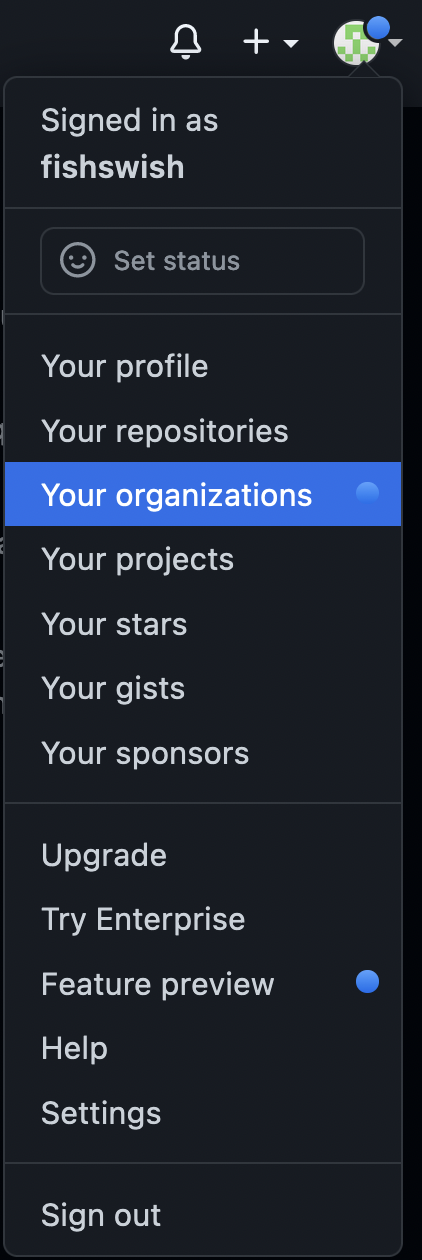 Signed in as
fishswish
Set status
Your profile
Your repositories
Your organizations
Your projects
Your stars
Your gists
Your sponsors
Upgrade
Try Enterprise
Feature preview
Help
Settings
Sign out